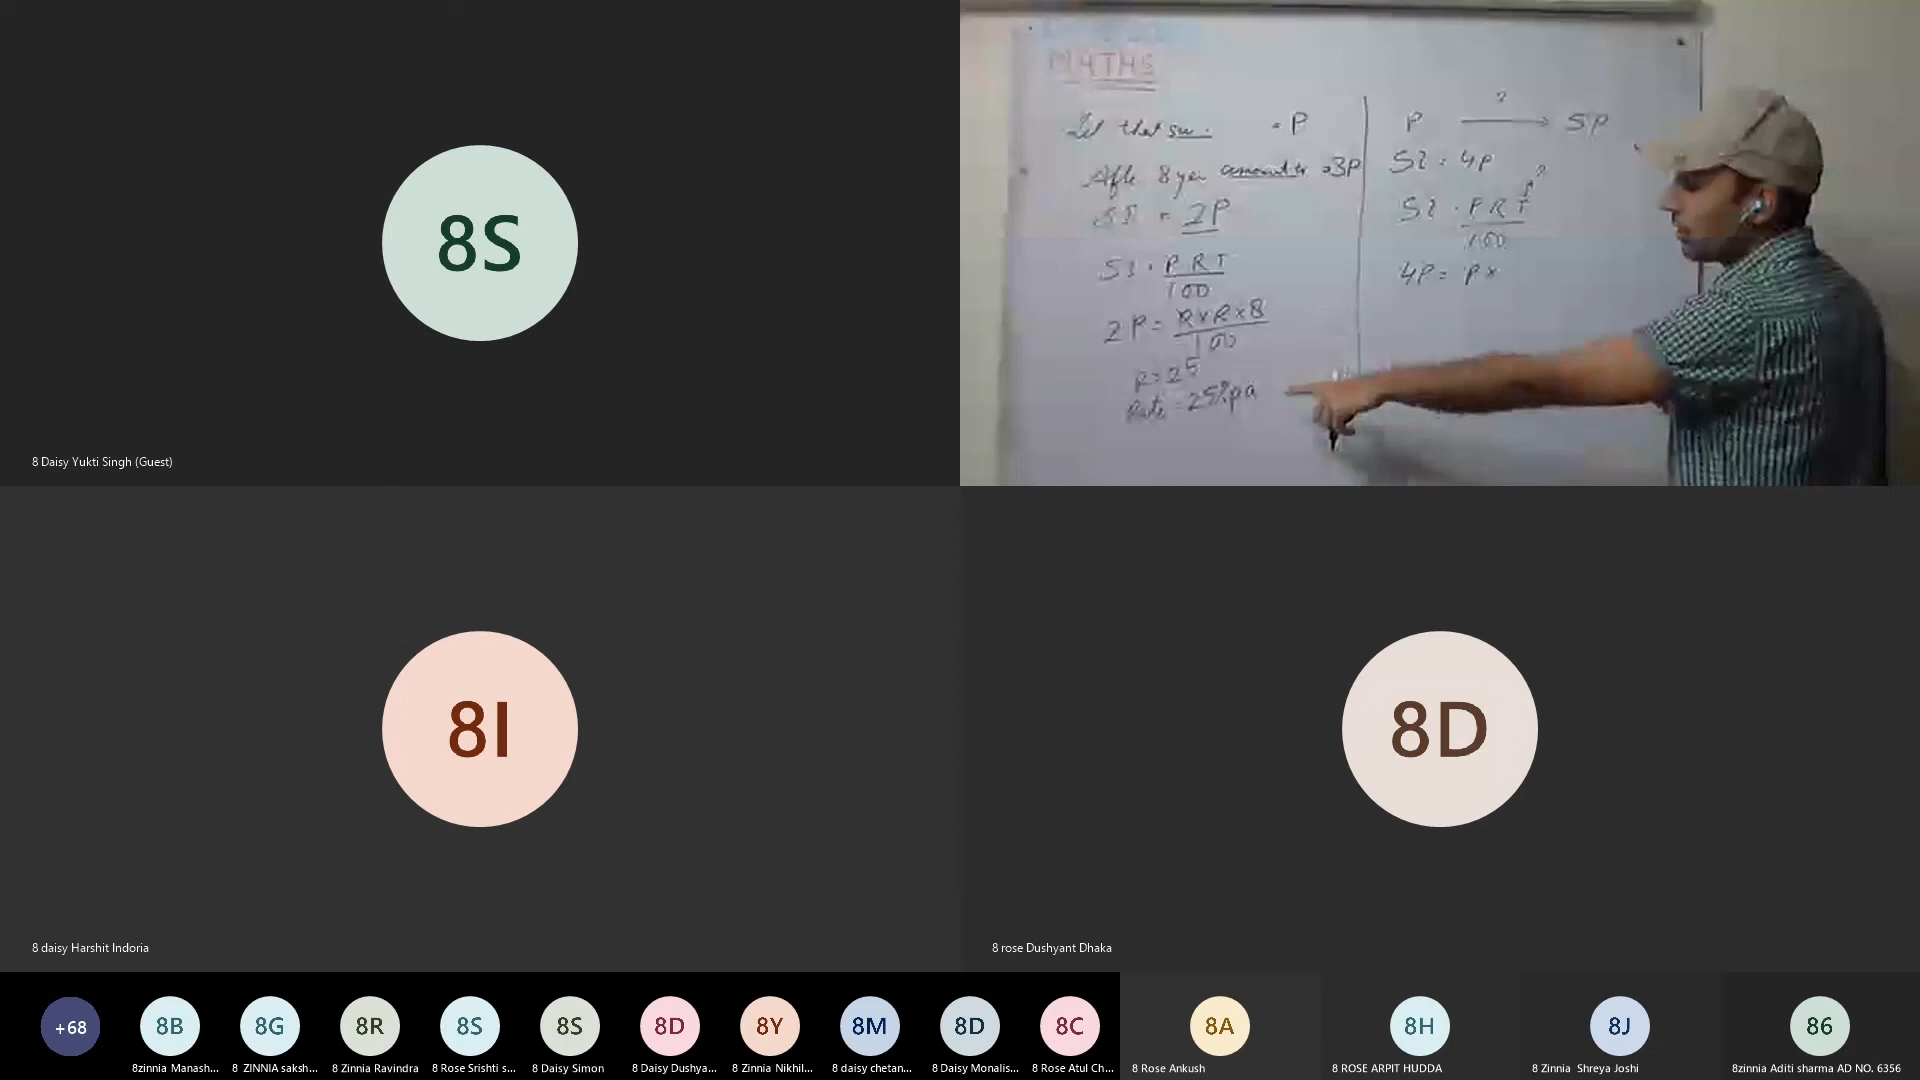 8S
8 Daisy Yukti Singh (Guest)
MATHS
Let that su = P
After 8 year amounts = 3P
SI = 2P
SI = PRT
100
2P = P×R×8
100
R = 25
Rate = 25% pa
?
P → 5P
SI = 4P
?
SI = PRT
100
4P = P×
8I
8 daisy Harshit Indoria
8D
8 rose Dushyant Dhaka
+68
8B
8G
8R
8S
8S
8D
8Y
8M
8D
8C
8A
8H
8J
86
8zinnia Manash...
8 ZINNIA saksh...
8 Zinnia Ravindra
8 Rose Srishti s...
8 Daisy Simon
8 Daisy Dushya...
8 Zinnia Nikhil...
8 daisy chetan...
8 Daisy Monalis...
8 Rose Atul Ch...
8 Rose Ankush
8 ROSE ARPIT HUDDA
8 Zinnia Shreya Joshi
8zinnia Aditi sharma AD NO. 6356